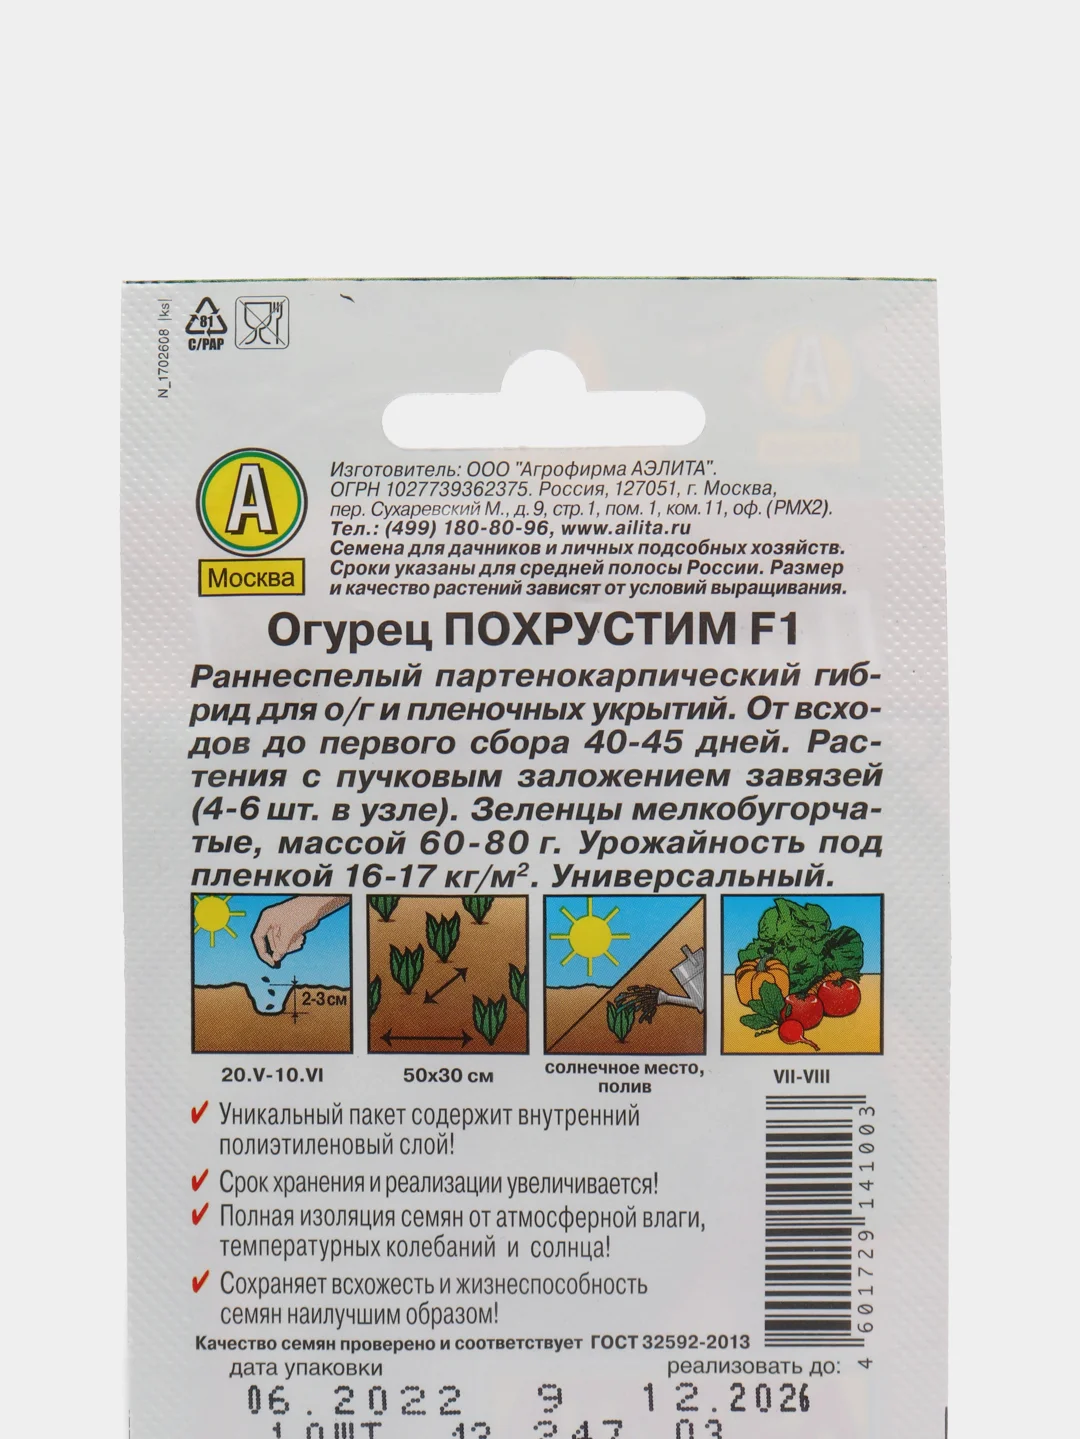 N_1702608 |ks|
81
C/PAP
A
Москва
Изготовитель: ООО "Агрофирма АЭЛИТА".
ОГРН 1027739362375. Россия, 127051, г. Москва,
пер. Сухаревский М., д. 9, стр. 1, пом. 1, ком. 11, оф. (РМХ2).
Тел.: (499) 180-80-96, www.ailita.ru
Семена для дачников и личных подсобных хозяйств.
Сроки указаны для средней полосы России. Размер
и качество растений зависят от условий выращивания.
Огурец ПОХРУСТИМ F1
Раннеспелый партенокарпический гиб-
рид для о/г и пленочных укрытий. От всхо-
дов до первого сбора 40-45 дней. Рас-
тения с пучковым заложением завязей
(4-6 шт. в узле). Зеленцы мелкобугорча-
тые, массой 60-80 г. Урожайность под
пленкой 16-17 кг/м². Универсальный.
2-3 см
20.V-10.VI
50х30 см
солнечное место,
полив
VII-VIII
Уникальный пакет содержит внутренний
полиэтиленовый слой!
Срок хранения и реализации увеличивается!
Полная изоляция семян от атмосферной влаги,
температурных колебаний и солнца!
Сохраняет всхожесть и жизнеспособность
семян наилучшим образом!
4 601729 141003
Качество семян проверено и соответствует ГОСТ 32592-2013
дата упаковки реализовать до:
06.2022 9 12.2026
10ШТ 12 247 03